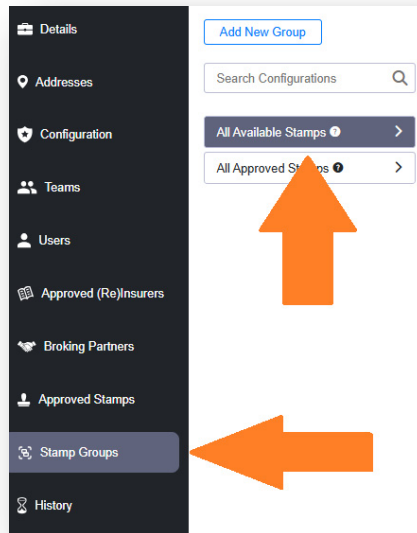 Details
Addresses
Configuration
Teams
Users
Approved (Re)Insurers
Broking Partners
Approved Stamps
Stamp Groups
History
Add New Group
Search Configurations
All Available Stamps ?
All Approved Stamps ?